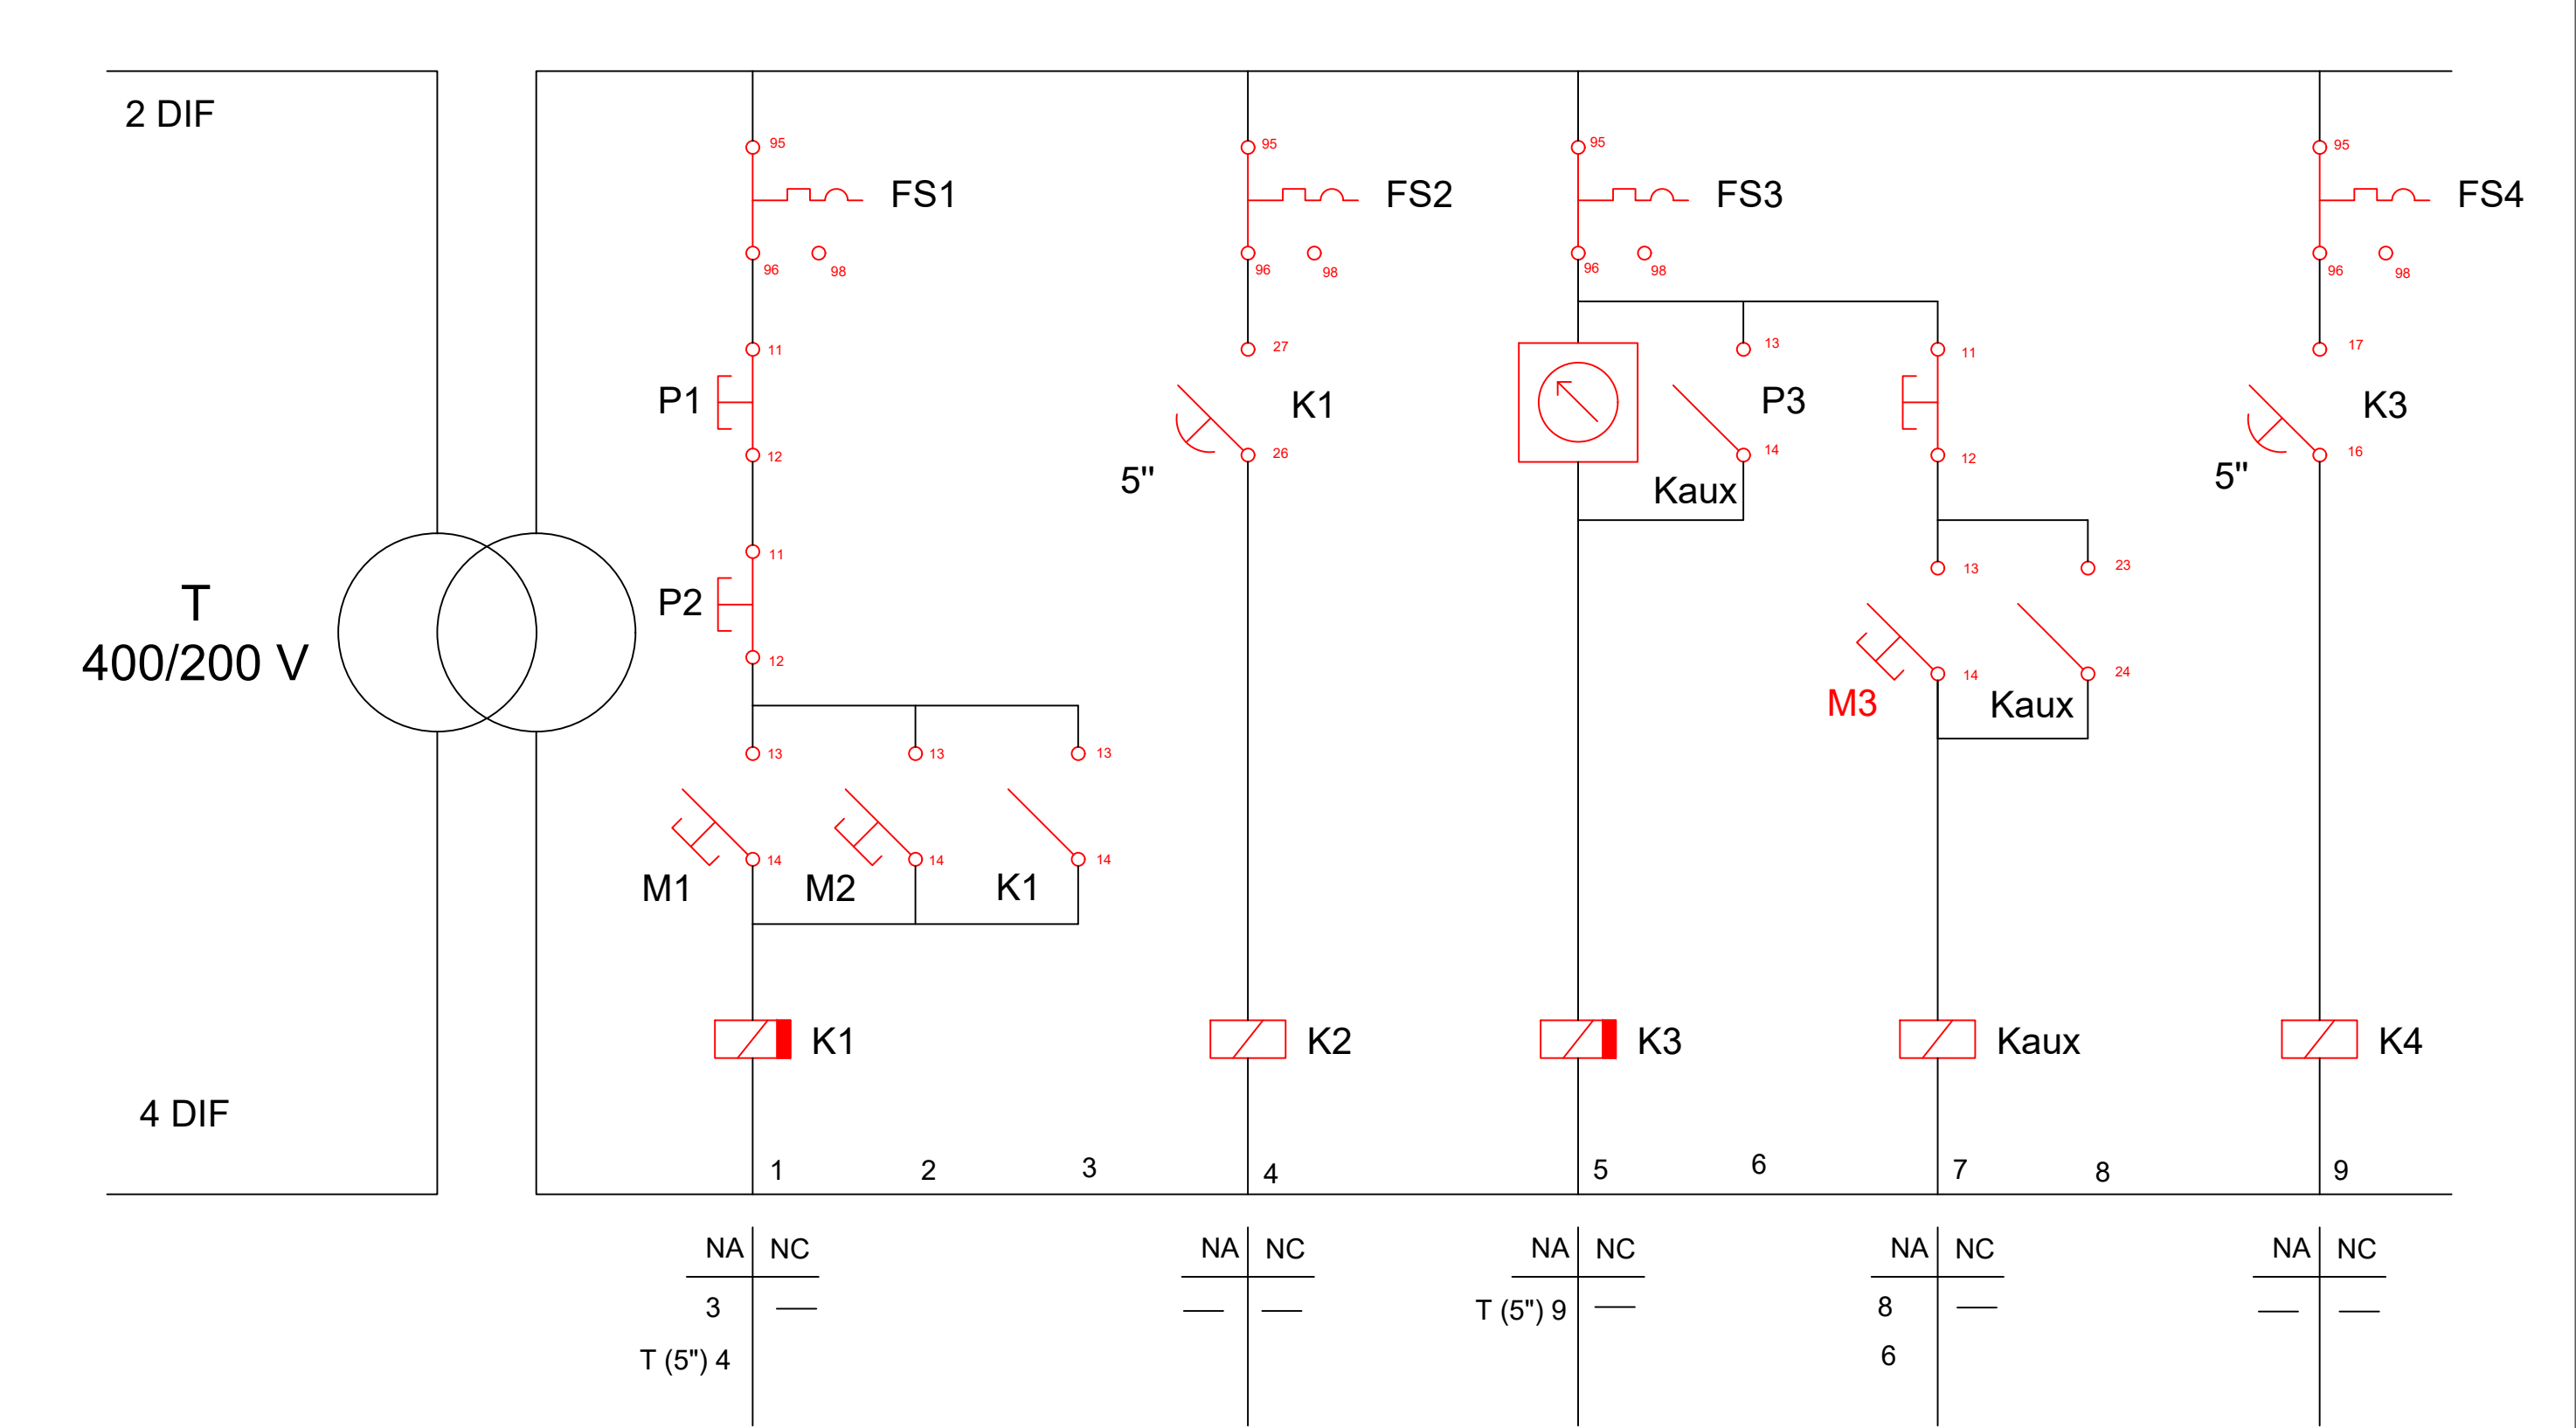 2 DIF
95
95
95
95
FS1
FS2
FS3
FS4
96
98
96
98
96
98
96
98
11
27
13
11
17
P1
K1
P3
K3
12
26
14
12
16
5"
Kaux
5"
11
13
23
T
P2
400/200 V
12
14
24
M3
Kaux
13
13
13
14
14
14
M1
M2
K1
K1
K2
K3
Kaux
K4
4 DIF
1
2
3
4
5
6
7
8
9
NA
NC
NA
NC
NA
NC
NA
NC
NA
NC
3
—
—
—
T (5") 9
—
8
—
—
—
T (5") 4
6